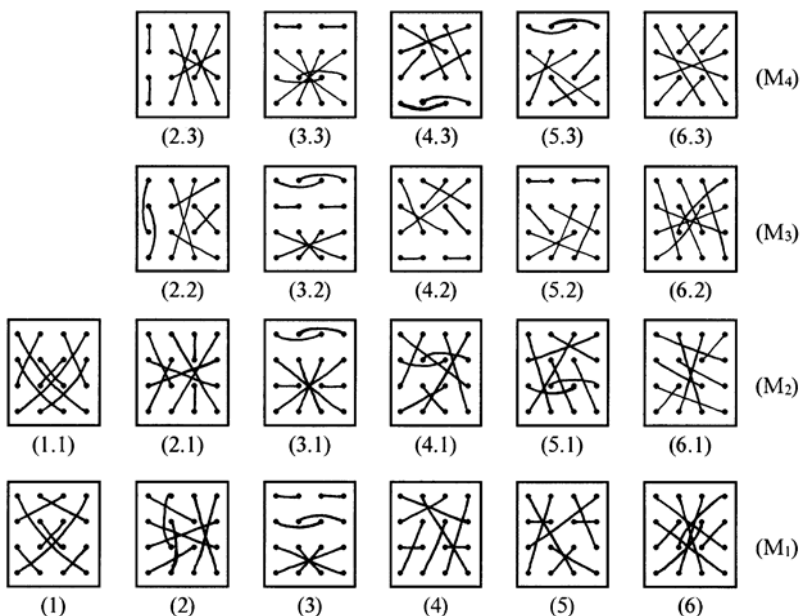 (M₄)
(2.3) (3.3) (4.3) (5.3) (6.3)
(M₃)
(2.2) (3.2) (4.2) (5.2) (6.2)
(M₂)
(1.1) (2.1) (3.1) (4.1) (5.1) (6.1)
(M₁)
(1) (2) (3) (4) (5) (6)